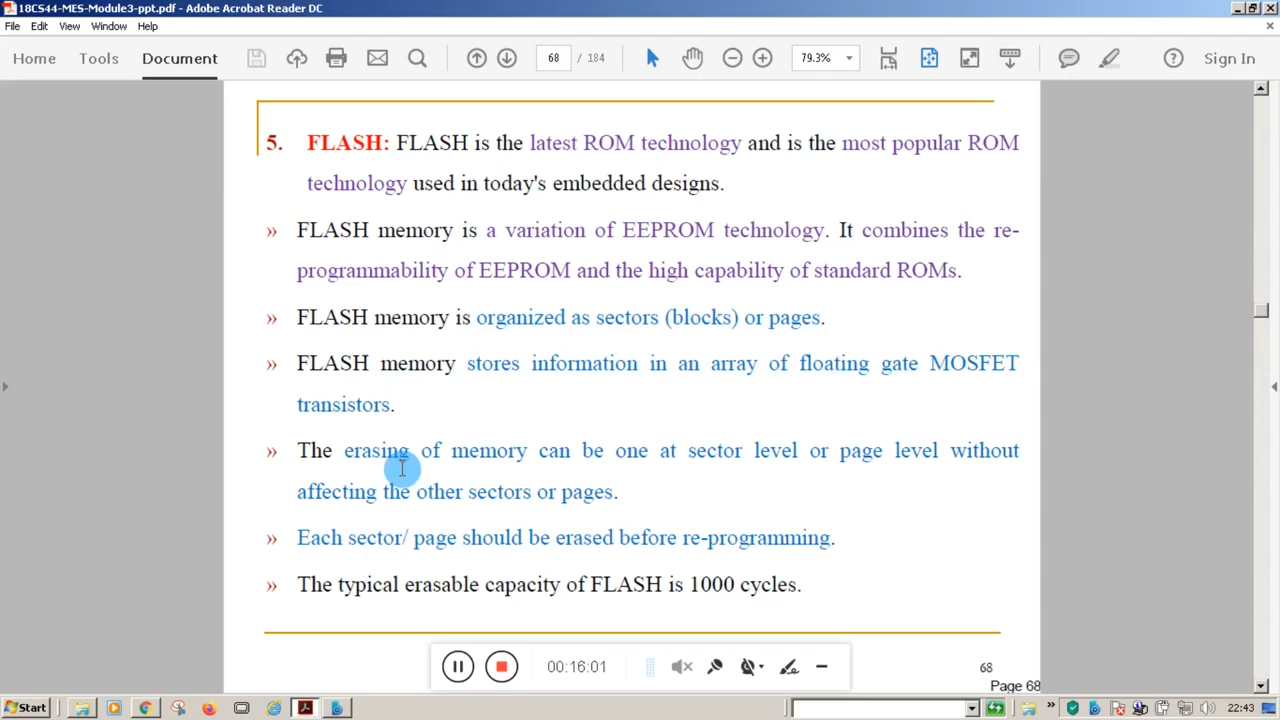 18CS44-MES-Module3-ppt.pdf - Adobe Acrobat Reader DC
File Edit View Window Help
Home Tools Document 68 / 184 79.3% Sign In
5. FLASH: FLASH is the latest ROM technology and is the most popular ROM
technology used in today's embedded designs.
» FLASH memory is a variation of EEPROM technology. It combines the re-
programmability of EEPROM and the high capability of standard ROMs.
» FLASH memory is organized as sectors (blocks) or pages.
» FLASH memory stores information in an array of floating gate MOSFET
transistors.
» The erasing of memory can be one at sector level or page level without
affecting the other sectors or pages.
» Each sector/ page should be erased before re-programming.
» The typical erasable capacity of FLASH is 1000 cycles.
00:16:01
68
Page 68
Start
22:43